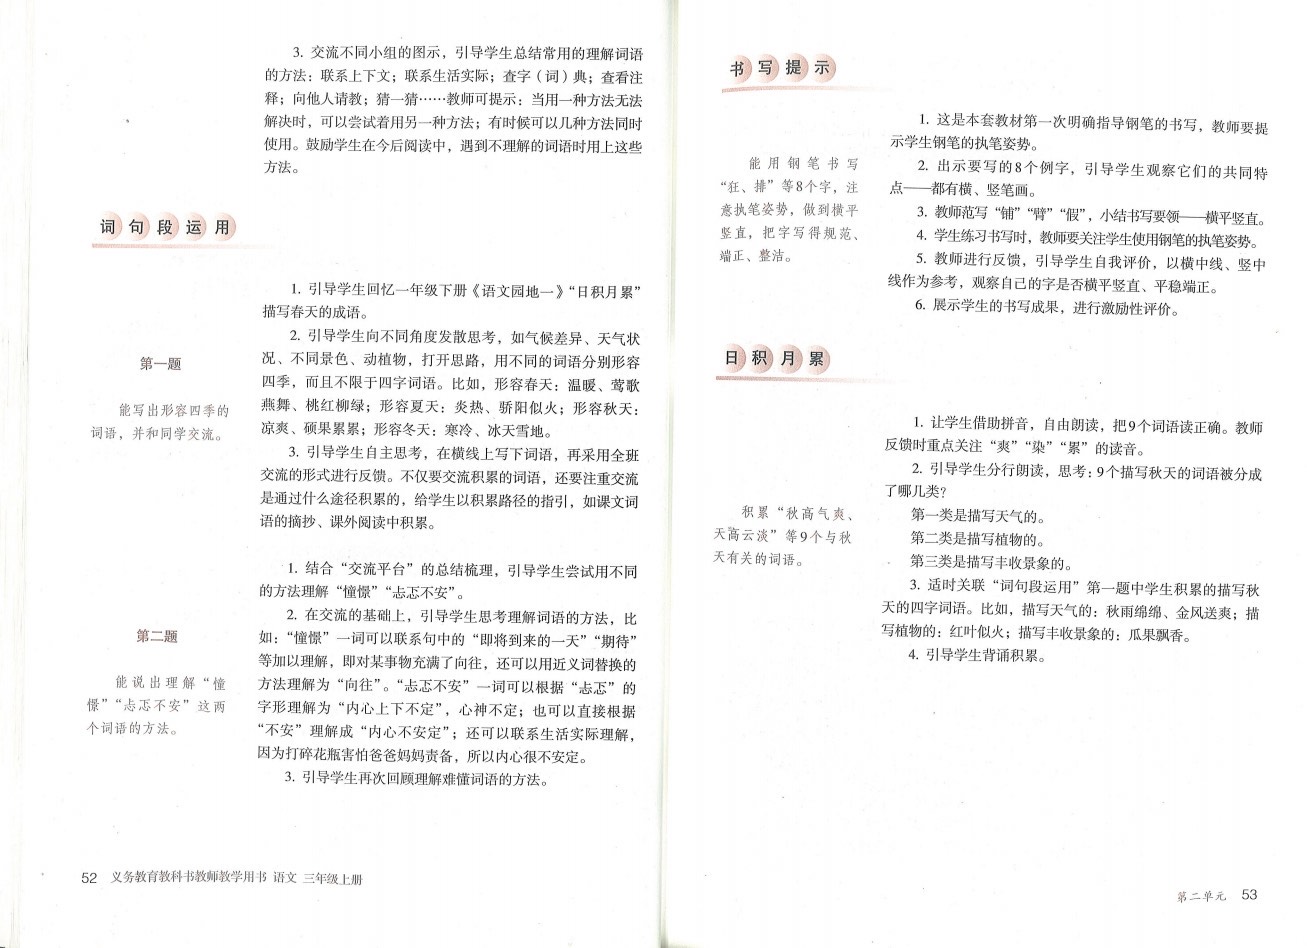 3. 交流不同小组的图示，引导学生总结常用的理解词语
的方法：联系上下文；联系生活实际；查字（词）典；查看注
释；向他人请教；猜一猜……教师可提示：当用一种方法无法
解决时，可以尝试着用另一种方法；有时候可以几种方法同时
使用。鼓励学生在今后阅读中，遇到不理解的词语时用上这些
方法。
词句段运用
1. 引导学生回忆一年级下册《语文园地一》“日积月累”
描写春天的成语。
2. 引导学生向不同角度发散思考，如气候差异、天气状
况、不同景色、动植物，打开思路，用不同的词语分别形容
四季，而且不限于四字词语。比如，形容春天：温暖、莺歌
燕舞、桃红柳绿；形容夏天：炎热、骄阳似火；形容秋天：
凉爽、硕果累累；形容冬天：寒冷、冰天雪地。
3. 引导学生自主思考，在横线上写下词语，再采用全班
交流的形式进行反馈。不仅要交流积累的词语，还要注重交流
是通过什么途径积累的，给学生以积累路径的指引，如课文词
语的摘抄、课外阅读中积累。
第一题
能写出形容四季的
词语，并和同学交流。
1. 结合“交流平台”的总结梳理，引导学生尝试用不同
的方法理解“憧憬”“忐忑不安”。
2. 在交流的基础上，引导学生思考理解词语的方法，比
如：“憧憬”一词可以联系句中的“即将到来的一天”“期待”
等加以理解，即对某事物充满了向往，还可以用近义词替换的
方法理解为“向往”。“忐忑不安”一词可以根据“忐忑”的
字形理解为“内心上下不定”，心神不定；也可以直接根据
“不安”理解成“内心不安定”；还可以联系生活实际理解，
因为打碎花瓶害怕爸爸妈妈责备，所以内心很不安定。
3. 引导学生再次回顾理解难懂词语的方法。
第二题
能说出理解“憧
憬”“忐忑不安”这两
个词语的方法。
52 义务教育教科书教师教学用书 语文 三年级上册
书写提示
1. 这是本套教材第一次明确指导钢笔的书写，教师要提
示学生钢笔的执笔姿势。
2. 出示要写的8个例字，引导学生观察它们的共同特
点——都有横、竖笔画。
3. 教师范写“铺”“臂”“假”，小结书写要领——横平竖直。
4. 学生练习书写时，教师要关注学生使用钢笔的执笔姿势。
5. 教师进行反馈，引导学生自我评价，以横中线、竖中
线作为参考，观察自己的字是否横平竖直、平稳端正。
6. 展示学生的书写成果，进行激励性评价。
能用钢笔书写
“狂、排”等8个字，注
意执笔姿势，做到横平
竖直，把字写得规范、
端正、整洁。
日积月累
1. 让学生借助拼音，自由朗读，把9个词语读正确。教师
反馈时重点关注“爽”“染”“累”的读音。
2. 引导学生分行朗读，思考：9个描写秋天的词语被分成
了哪几类？
第一类是描写天气的。
第二类是描写植物的。
第三类是描写丰收景象的。
3. 适时关联“词句段运用”第一题中学生积累的描写秋
天的四字词语。比如，描写天气的：秋雨绵绵、金风送爽；描
写植物的：红叶似火；描写丰收景象的：瓜果飘香。
4. 引导学生背诵积累。
积累“秋高气爽、
天高云淡”等9个与秋
天有关的词语。
第二单元 53